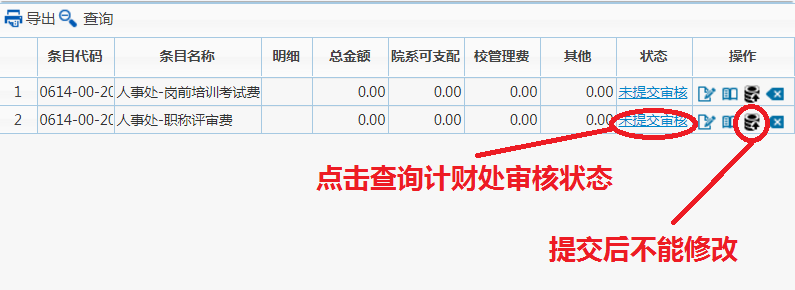 导出 查询
条目代码 条目名称 明细 总金额 院系可支配 校管理费 其他 状态 操作
1 0614-00-20 人事处-岗前培训考试费 0.00 0.00 0.00 0.00 未提交审核
2 0614-00-20 人事处-职称评审费 0.00 0.00 0.00 0.00 未提交审核
点击查询计财处审核状态
提交后不能修改